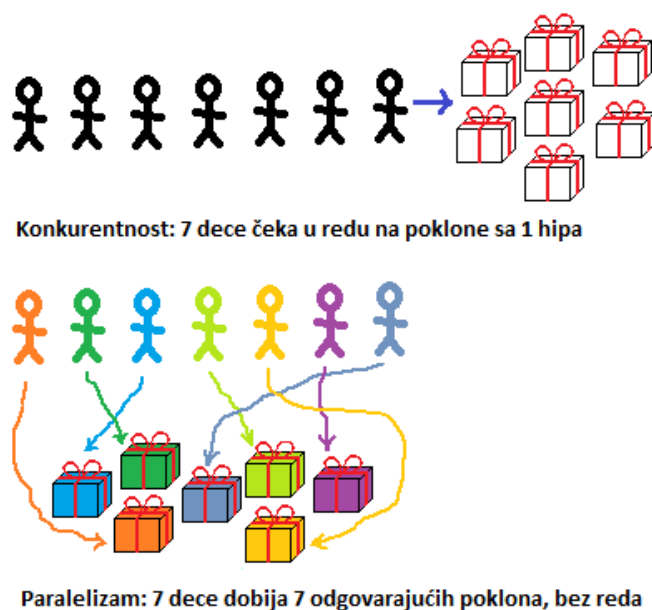 Konkurentnost: 7 dece čeka u redu na poklone sa 1 hipa
Paralelizam: 7 dece dobija 7 odgovarajućih poklona, bez reda